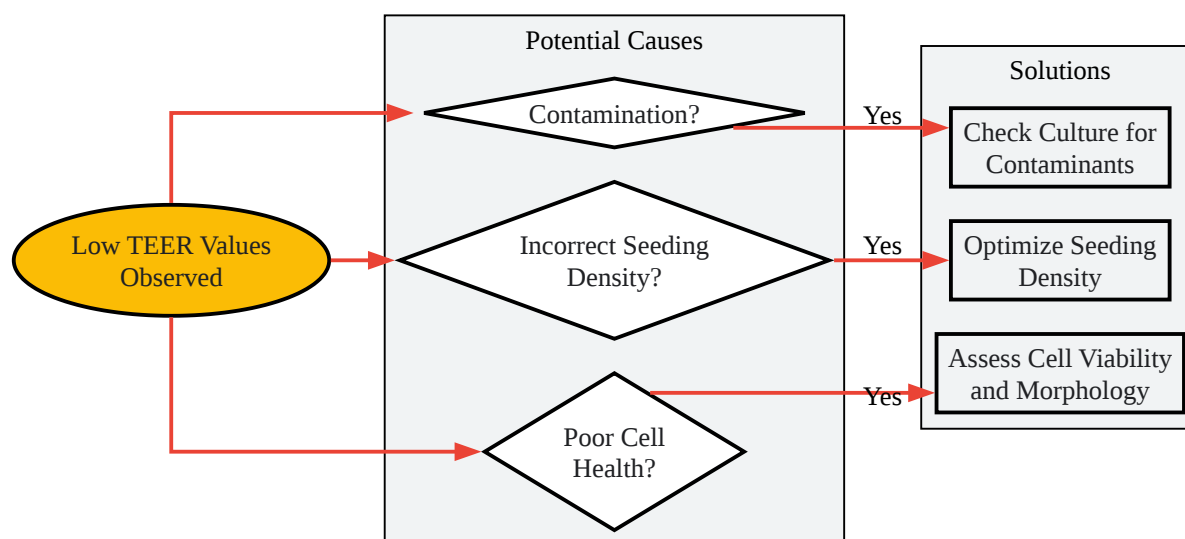 Potential Causes
Solutions
Contamination?
Yes
Check Culture for
Contaminants
Low TEER Values
Observed
Incorrect Seeding
Density?
Yes
Optimize Seeding
Density
Poor Cell
Health?
Yes
Assess Cell Viability
and Morphology